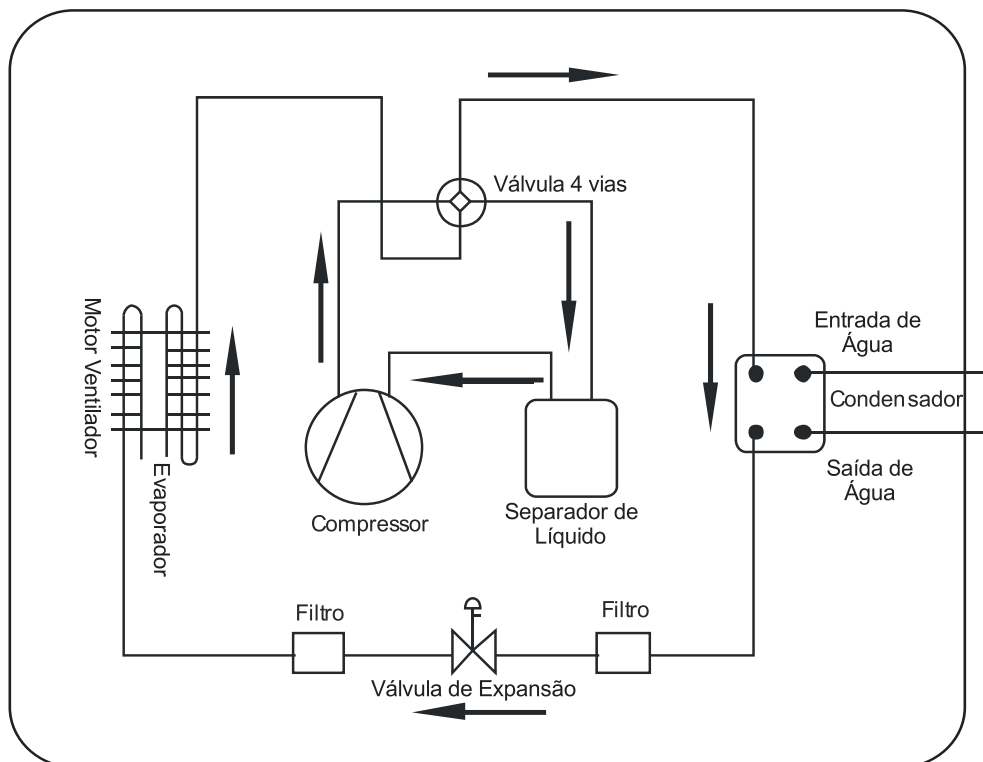 Válvula 4 vias
Motor Ventilador
Evaporador
Entrada de
Água
Condensador
Saída de
Água
Compressor
Separador de
Líquido
Filtro
Filtro
Válvula de Expansão